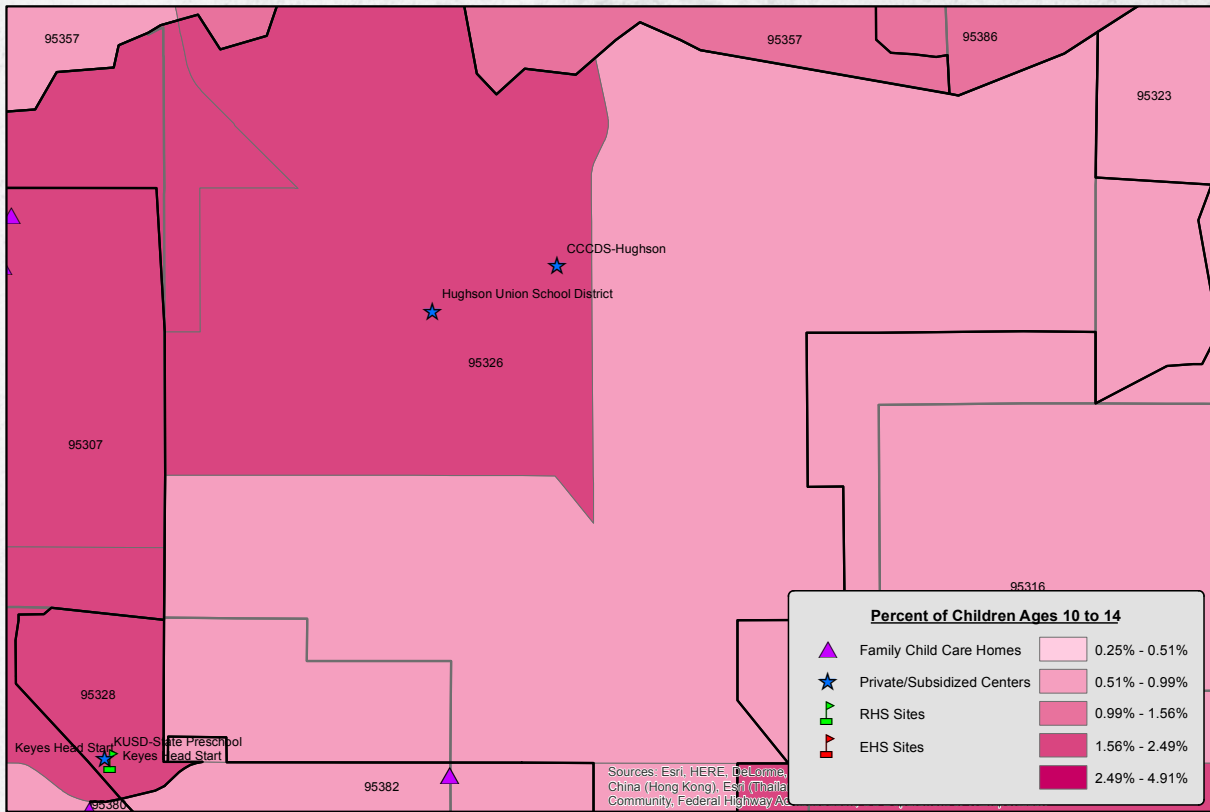 95357
95357
95386
95323
CCCDS-Hughson
Hughson Union School District
95326
95307
95316
95328
KUSD-State Preschool
Keyes Head Start
Keyes Head Start
95380
95382
Sources: Esri, HERE, DeLorme,
China (Hong Kong), Esri
Community, Federal Highway
Percent of Children Ages 10 to 14
Family Child Care Homes
Private/Subsidized Centers
RHS Sites
EHS Sites
0.25% - 0.51%
0.51% - 0.99%
0.99% - 1.56%
1.56% - 2.49%
2.49% - 4.91%